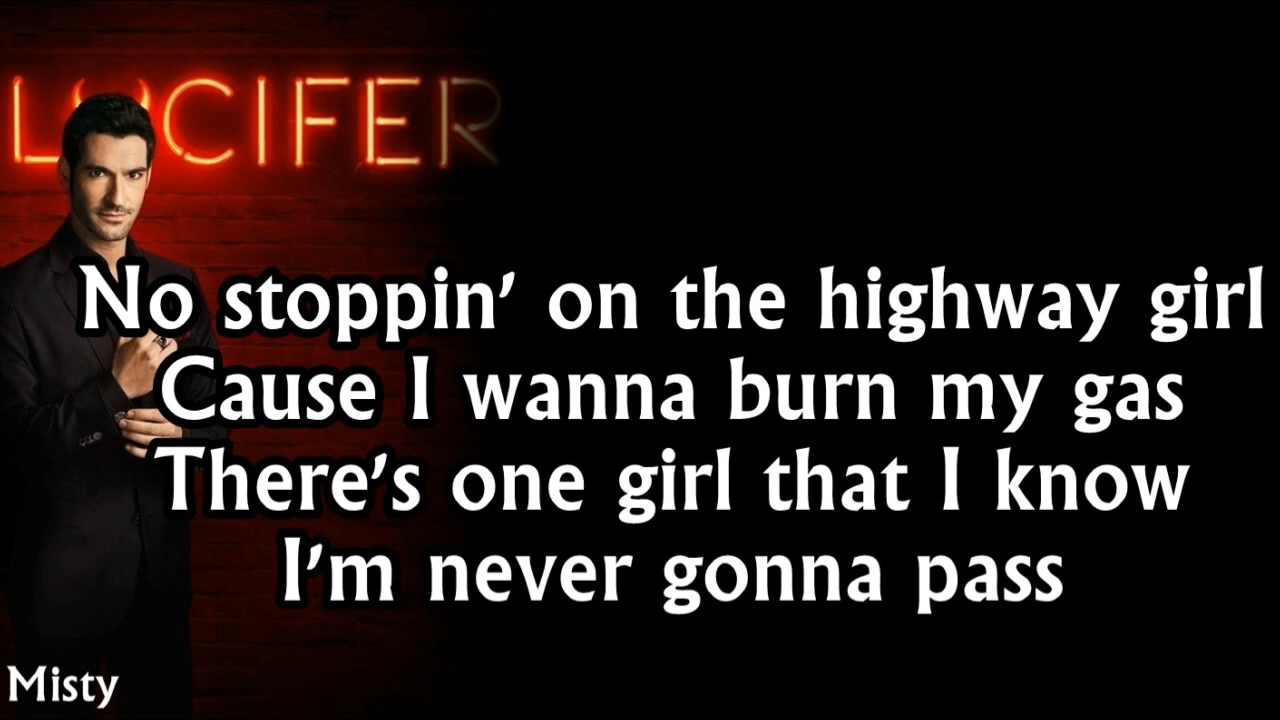 LUCIFER
No stoppin' on the highway girl
Cause I wanna burn my gas
There's one girl that I know
I'm never gonna pass
Misty